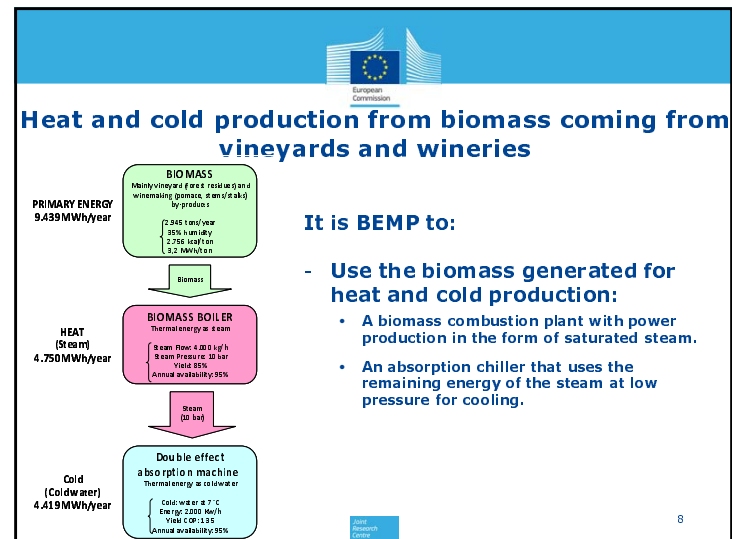 European
Commission
Heat and cold production from biomass coming from
vineyards and wineries
BIOMASS
Mainly vineyard (forest residues) and
winemaking (pomace, stems/stalks)
by-products
2.945 tons/year
35% humidity
2.756 kcal/ton
3,2 MWh/ton
PRIMARY ENERGY
9.439MWh/year
Biomass
BIOMASS BOILER
Thermal energy as steam
Steam Flow: 4.000 kg/h
Steam Pressure: 10 bar
Yield: 85%
Annual availability: 95%
HEAT
(Steam)
4.750MWh/year
Steam
(10 bar)
Double effect
absorption machine
Thermal energy as coldwater
Cold: water at 7 °C
Energy: 2.000 Kw/h
Yield COP: 1.35
Annual availability: 95%
Cold
(Coldwater)
4.419MWh/year
It is BEMP to:
- Use the biomass generated for
heat and cold production:
• A biomass combustion plant with power
production in the form of saturated steam.
• An absorption chiller that uses the
remaining energy of the steam at low
pressure for cooling.
Joint
Research
Centre
8